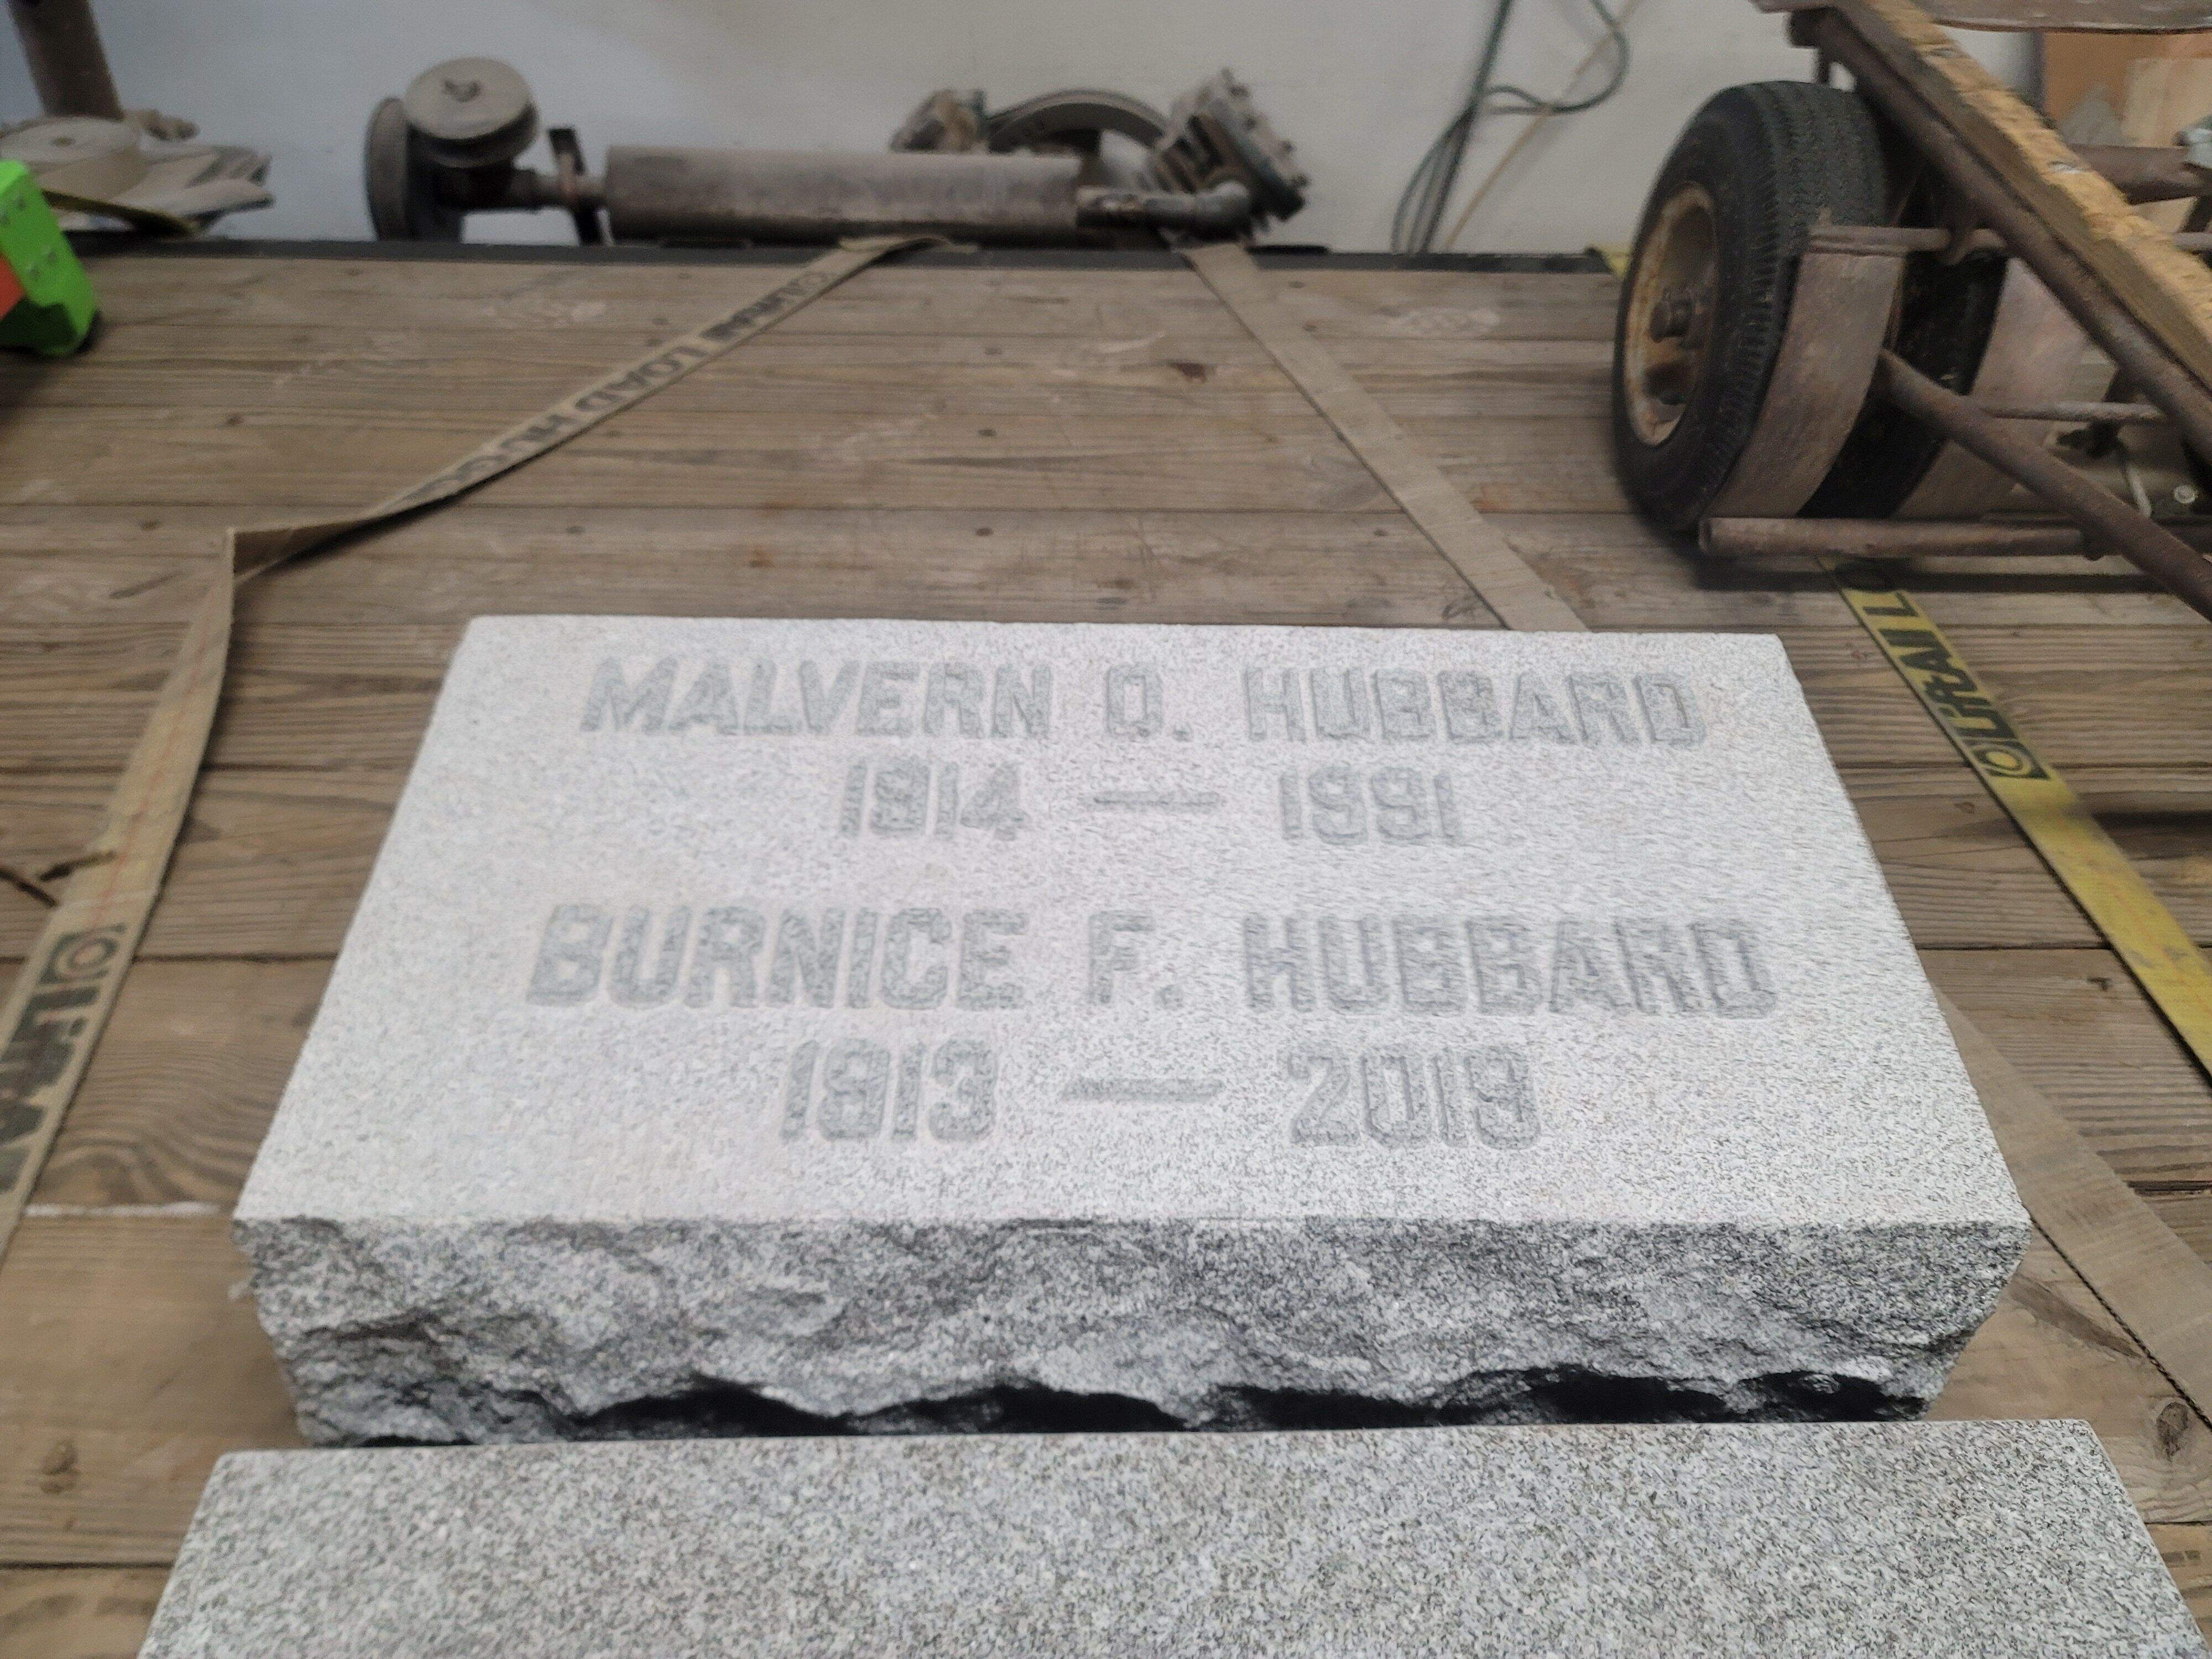 MALVERN O. HUBBARD
1914 — 1991
BURNICE F. HUBBARD
1913 — 2019